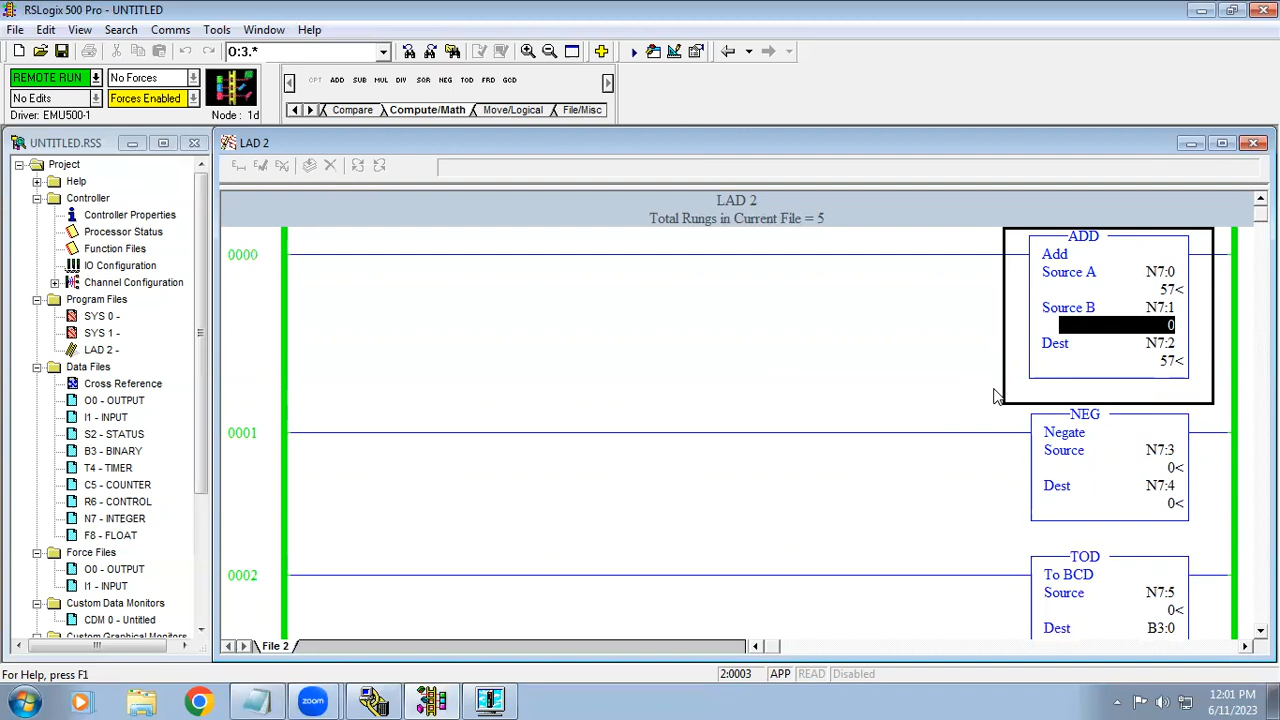 RSLogix 500 Pro - UNTITLED
File Edit View Search Comms Tools Window Help
O:3.*
REMOTE RUN No Forces
No Edits Forces Enabled
Driver: EMU500-1 Node : 1d
OPT ADD SUB MUL DIV SQR NEG TOD FRD GCD
Compare Compute/Math Move/Logical File/Misc
UNTITLED.RSS
Project
Help
Controller
Controller Properties
Processor Status
Function Files
IO Configuration
Channel Configuration
Program Files
SYS 0 -
SYS 1 -
LAD 2 -
Data Files
Cross Reference
O0 - OUTPUT
I1 - INPUT
S2 - STATUS
B3 - BINARY
T4 - TIMER
C5 - COUNTER
R6 - CONTROL
N7 - INTEGER
F8 - FLOAT
Force Files
O0 - OUTPUT
I1 - INPUT
Custom Data Monitors
CDM 0 - Untitled
Custom Graphical Monitors
LAD 2
LAD 2
Total Rungs in Current File = 5
0000
ADD
Add
Source A N7:0
57<
Source B N7:1
0
Dest N7:2
57<
0001
NEG
Negate
Source N7:3
0<
Dest N7:4
0<
0002
TOD
To BCD
Source N7:5
0<
Dest B3:0
File 2
For Help, press F1
2:0003 APP READ Disabled
zoom
12:01 PM
6/11/2023